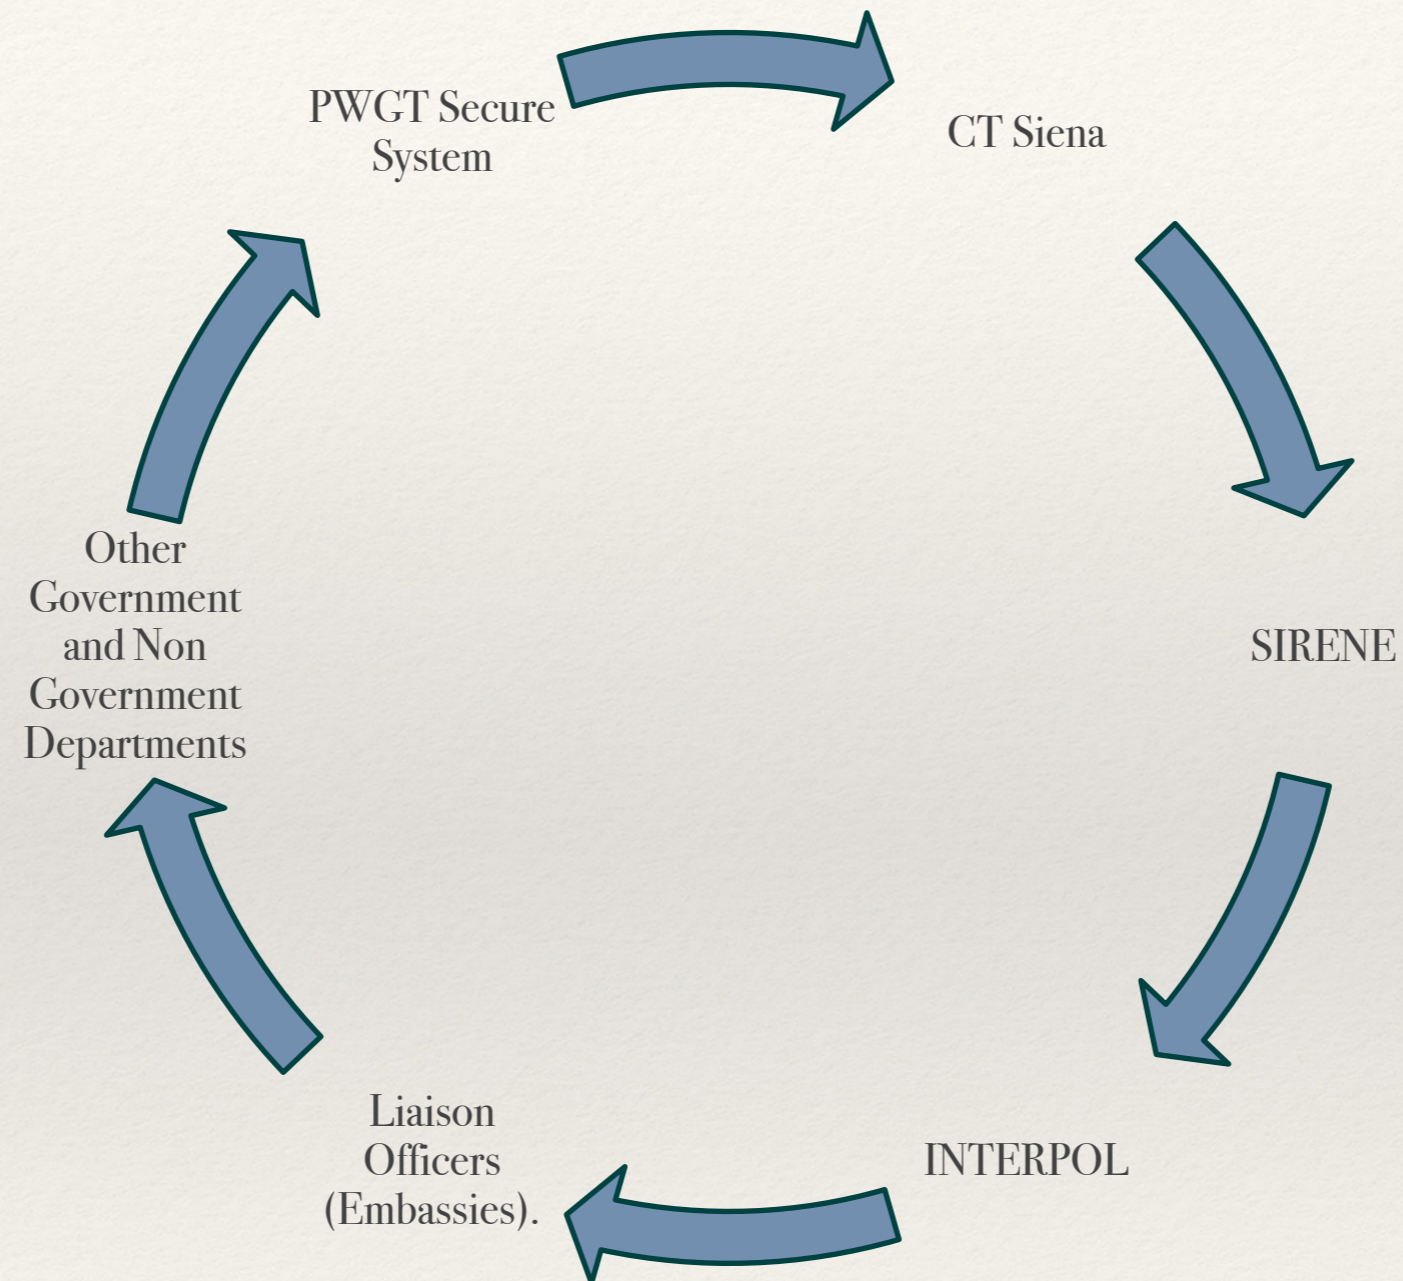 PWGT Secure
System
CT Siena
SIRENE
INTERPOL
Liaison
Officers
(Embassies).
Other
Government
and Non
Government
Departments